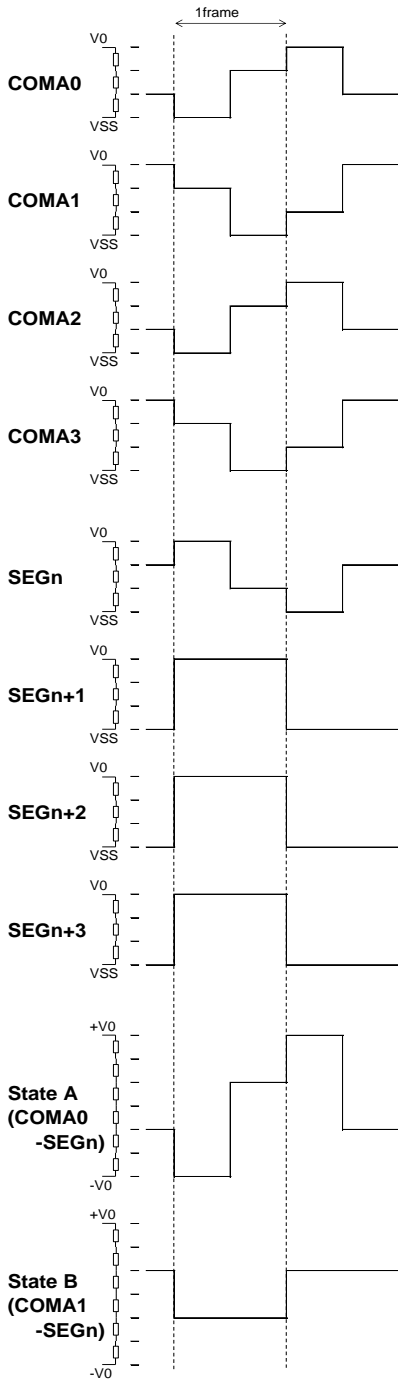 1frame
V0
COMA0
VSS
V0
COMA1
VSS
V0
COMA2
VSS
V0
COMA3
VSS
V0
SEGn
VSS
V0
SEGn+1
VSS
V0
SEGn+2
VSS
V0
SEGn+3
VSS
+V0
State A
(COMA0
-SEGn)
-V0
+V0
State B
(COMA1
-SEGn)
-V0